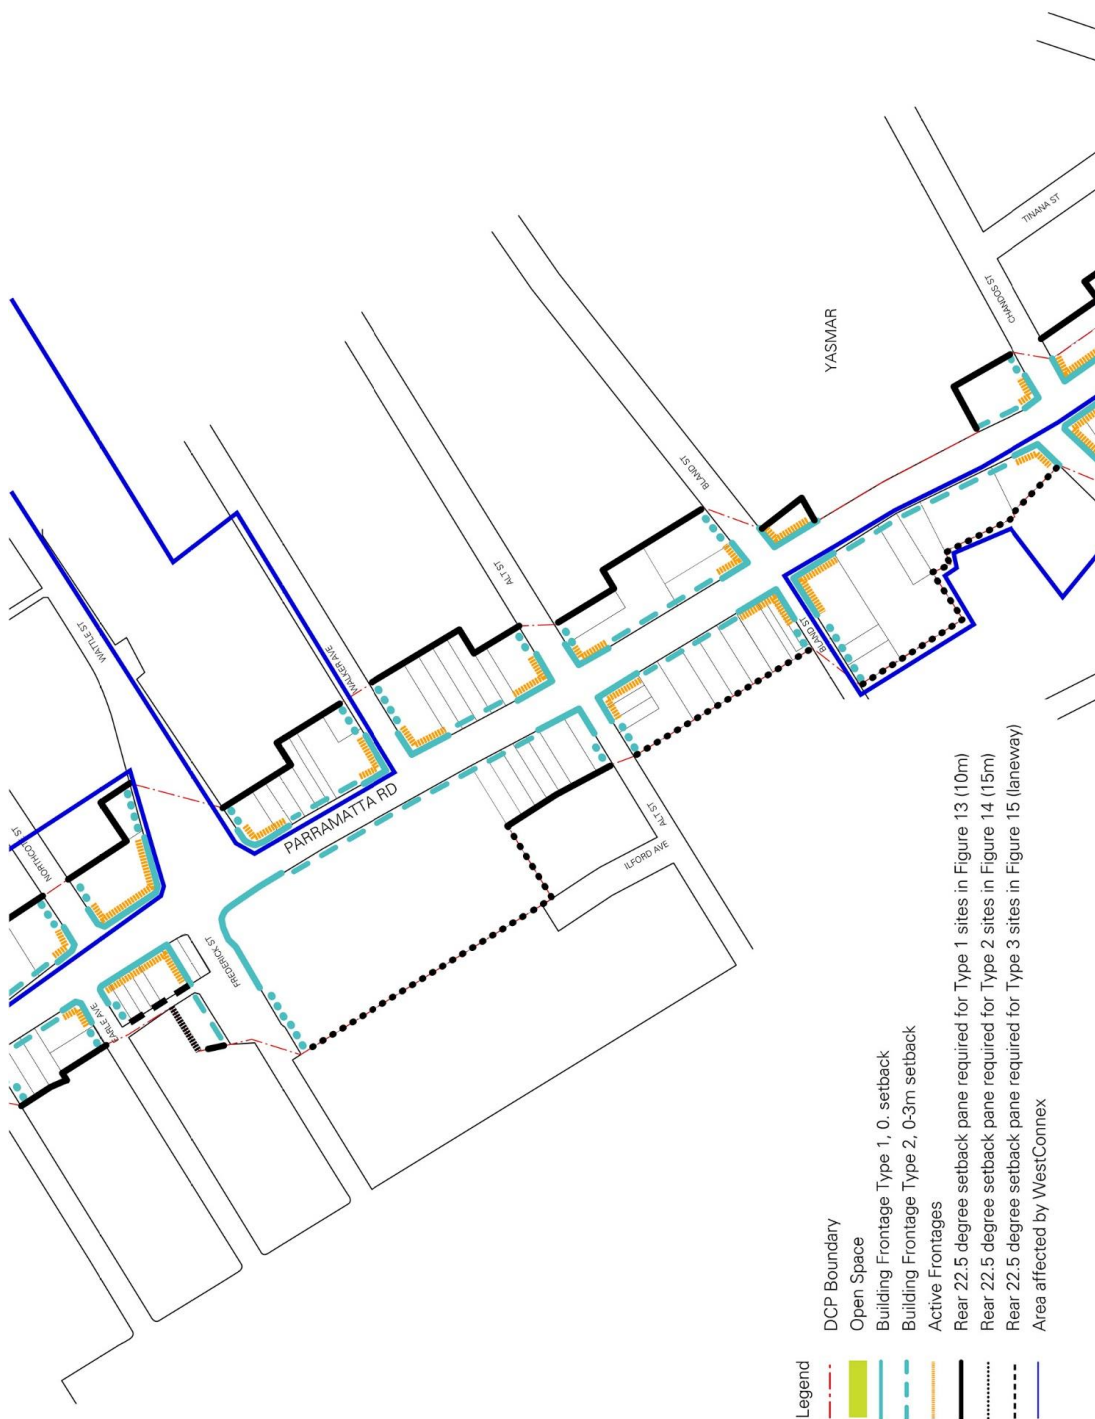 TINANA ST
CHANDOS ST
YASMAR
BLAND ST
ALT ST
WATTLE ST
WALKER AVE
BLAND ST
PARRAMATTA RD
NORTHCOT ST
ALT ST
ILFORD AVE
FREDERICK ST
ARLE AVE
Legend
DCP Boundary
Open Space
Building Frontage Type 1, 0. setback
Building Frontage Type 2, 0-3m setback
Active Frontages
Rear 22.5 degree setback pane required for Type 1 sites in Figure 13 (10m)
Rear 22.5 degree setback pane required for Type 2 sites in Figure 14 (15m)
Rear 22.5 degree setback pane required for Type 3 sites in Figure 15 (laneway)
Area affected by WestConnex